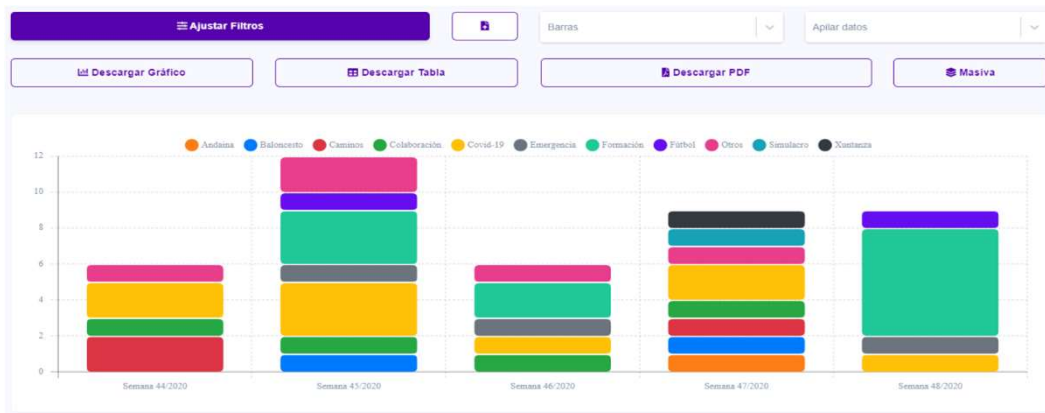 Ajustar Filtros
Barras
Apilar datos
Descargar Gráfico
Descargar Tabla
Descargar PDF
Masiva
Andaina Baloncesto Caminos Colaboración Covid-19 Emergencia Formación Fútbol Otros Simulacro Xuntanza
12
10
8
6
4
2
0
Semana 44/2020 Semana 45/2020 Semana 46/2020 Semana 47/2020 Semana 48/2020